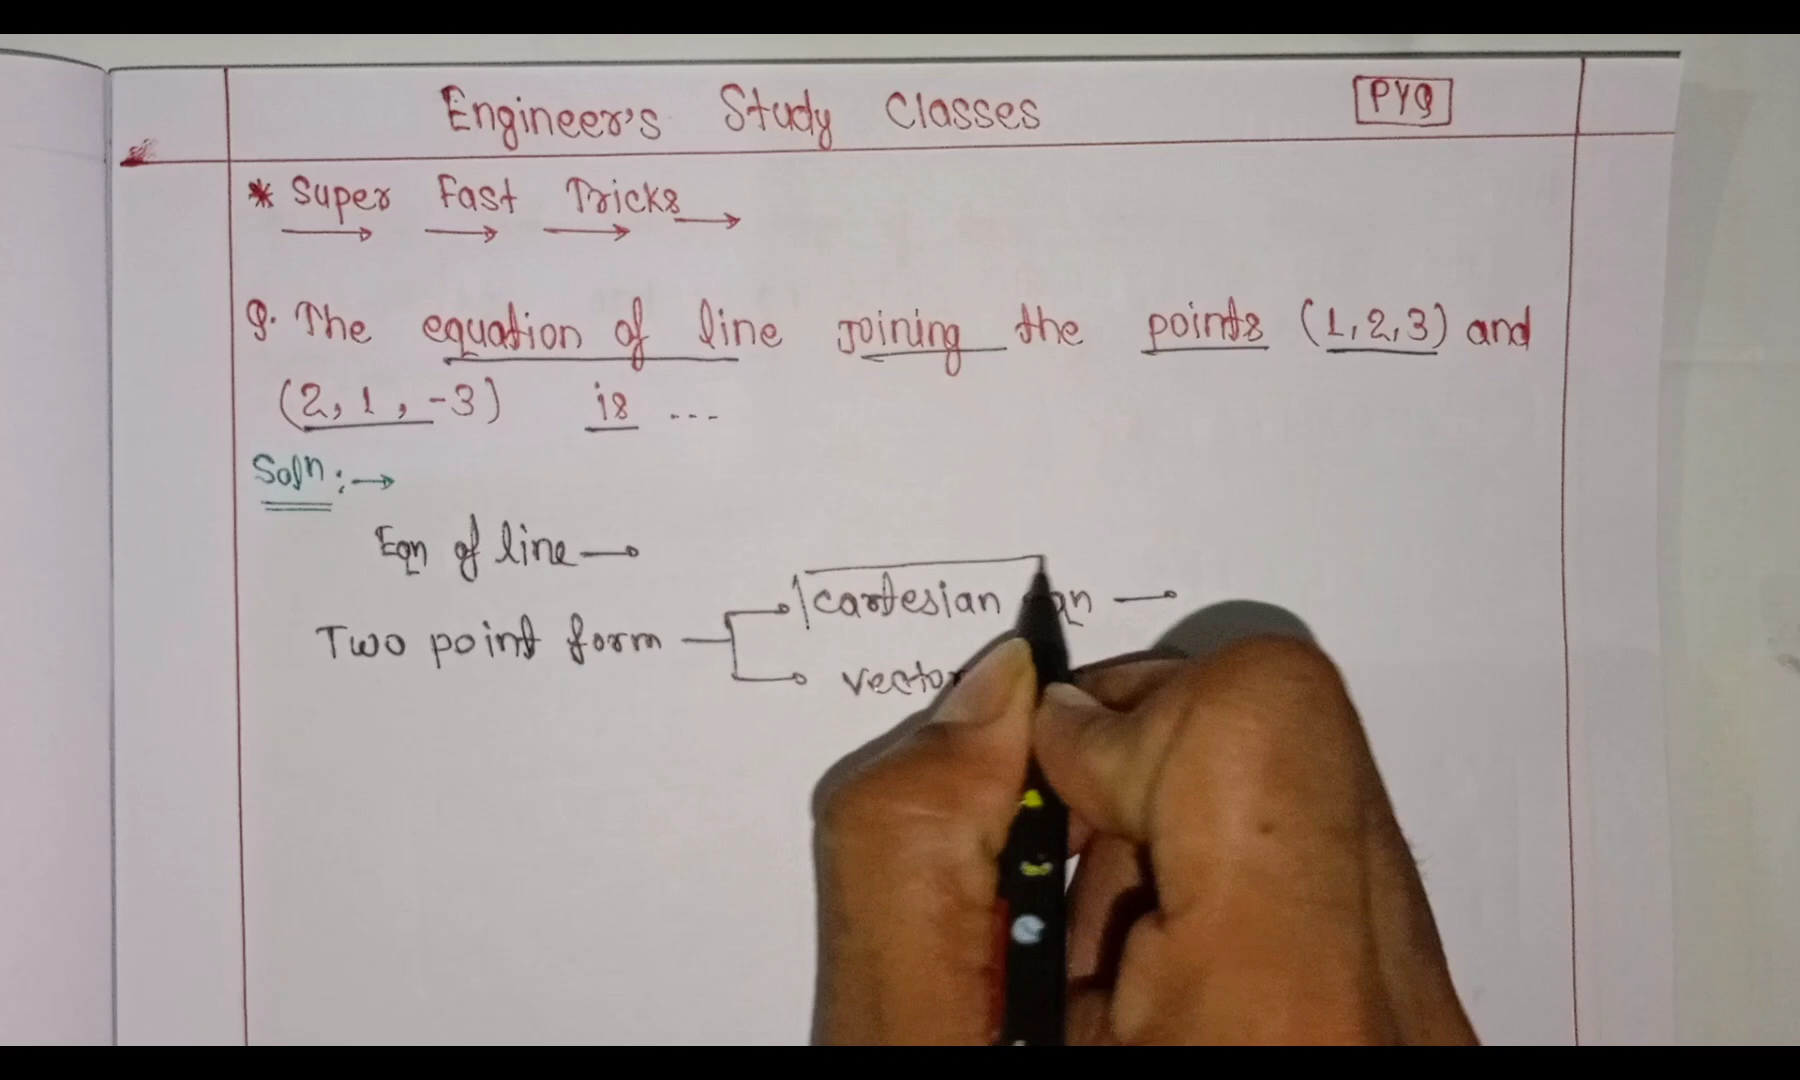 Engineer's Study Classes
PYQ
* Super Fast Tricks
Q. The equation of line Joining the points (1,2,3) and
(2, 1, -3) is ...
Soln :→
Eqn of line
Two point form
cartesian
vector